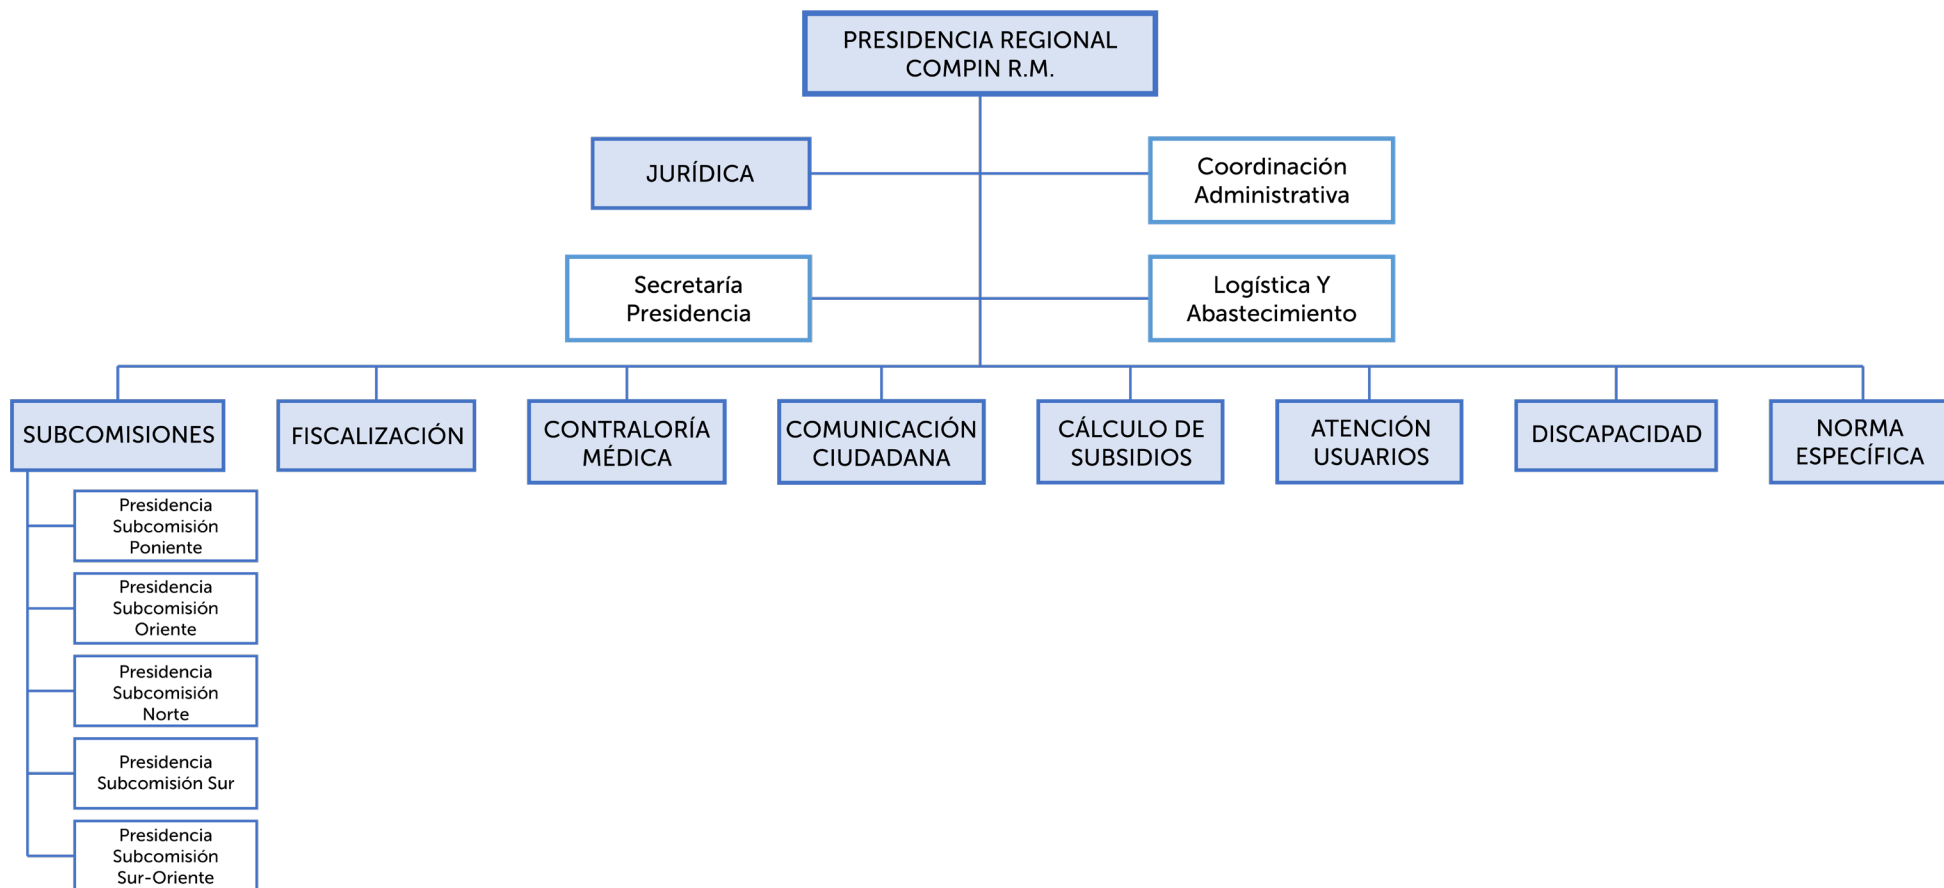 PRESIDENCIA REGIONAL
COMPIN R.M.
JURÍDICA
Coordinación
Administrativa
Secretaría
Presidencia
Logística Y
Abastecimiento
SUBCOMISIONES
FISCALIZACIÓN
CONTRALORÍA
MÉDICA
COMUNICACIÓN
CIUDADANA
CÁLCULO DE
SUBSIDIOS
ATENCIÓN
USUARIOS
DISCAPACIDAD
NORMA
ESPECÍFICA
Presidencia
Subcomisión
Poniente
Presidencia
Subcomisión
Oriente
Presidencia
Subcomisión
Norte
Presidencia
Subcomisión Sur
Presidencia
Subcomisión
Sur-Oriente